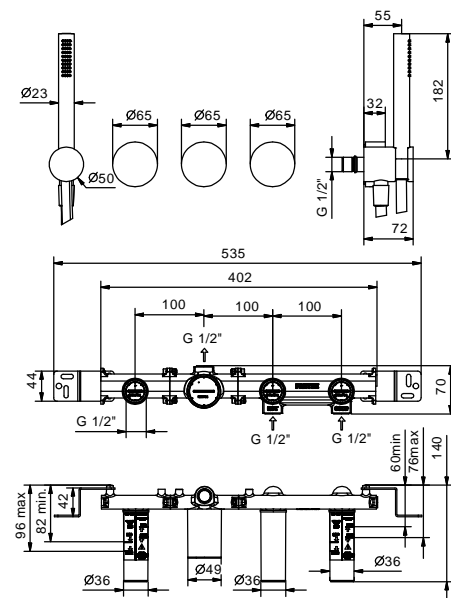 55
182
Ø23
Ø65
Ø65
Ø65
32
Ø50
G 1/2"
72
535
402
100
100
100
G 1/2"
44
70
G 1/2"
G 1/2"
G 1/2"
140
60min
76max
96 max
82 min.
42
Ø36
Ø49
Ø36
Ø36